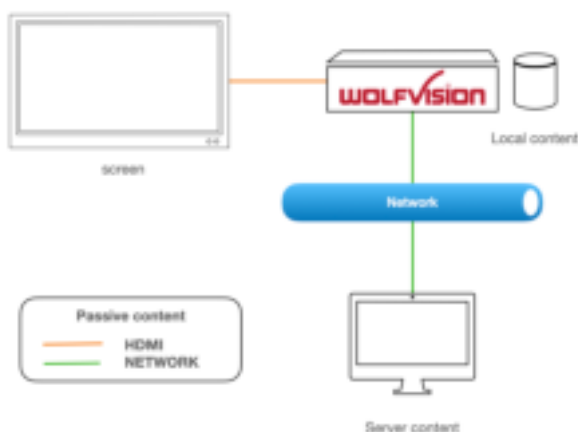 WOLFVISION
Local content
screen
Network
Passive content
HDMI
NETWORK
Server content